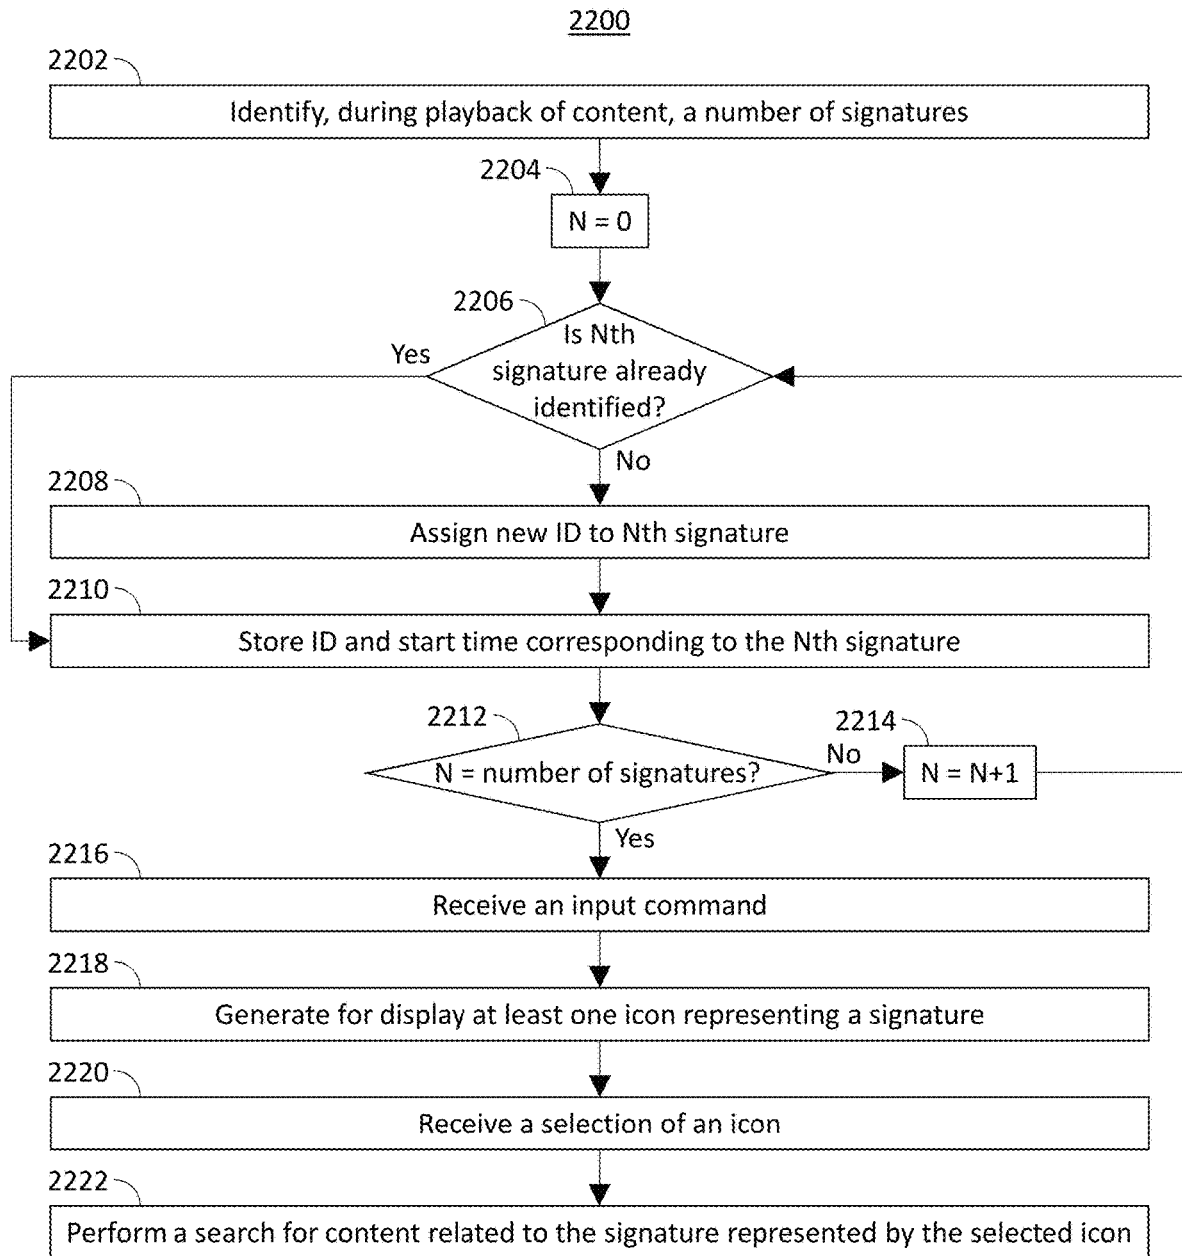 2200
2202
Identify, during playback of content, a number of signatures
2204
N = 0
2206
Is Nth
signature already
identified?
Yes
No
2208
Assign new ID to Nth signature
2210
Store ID and start time corresponding to the Nth signature
2212
N = number of signatures?
No
2214
N = N+1
Yes
2216
Receive an input command
2218
Generate for display at least one icon representing a signature
2220
Receive a selection of an icon
2222
Perform a search for content related to the signature represented by the selected icon